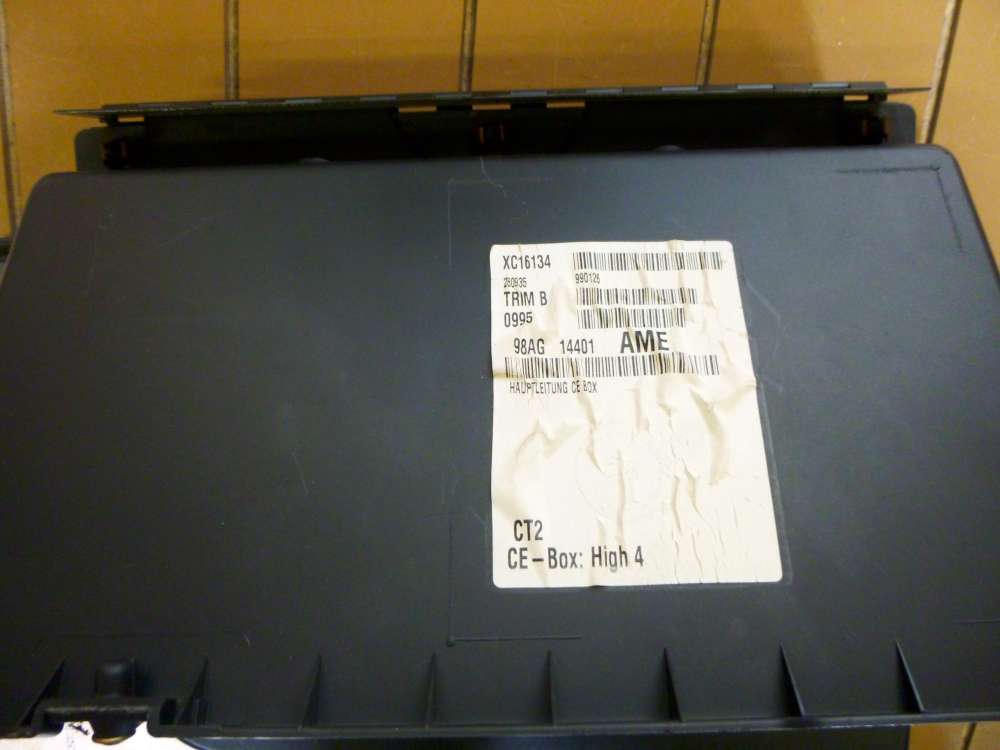 XC16134
280935 990126
TRIM B
0995
98AG 14401 AME
HAUPTLEITUNG CE BOX
CT2
CE-Box: High 4